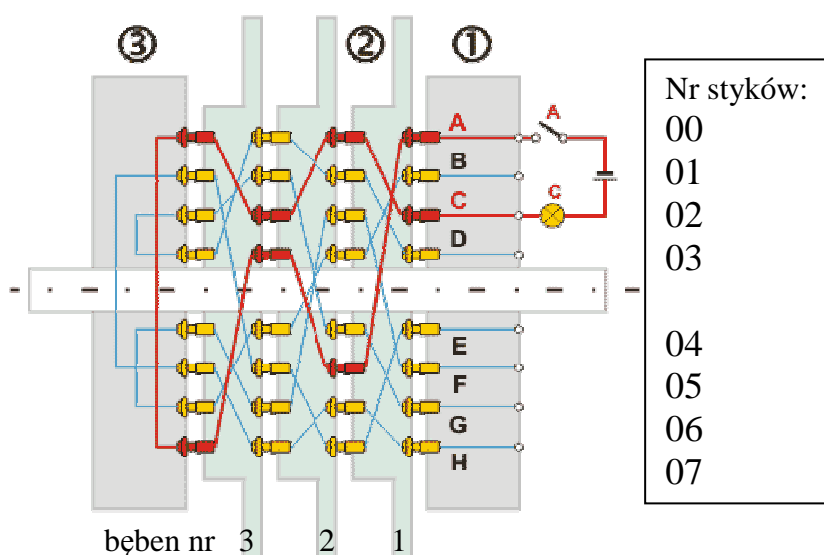 ③ ② ①
Nr styków:
A A 00
B 01
C C 02
D 03
E 04
F 05
G 06
H 07
bęben nr 3 2 1